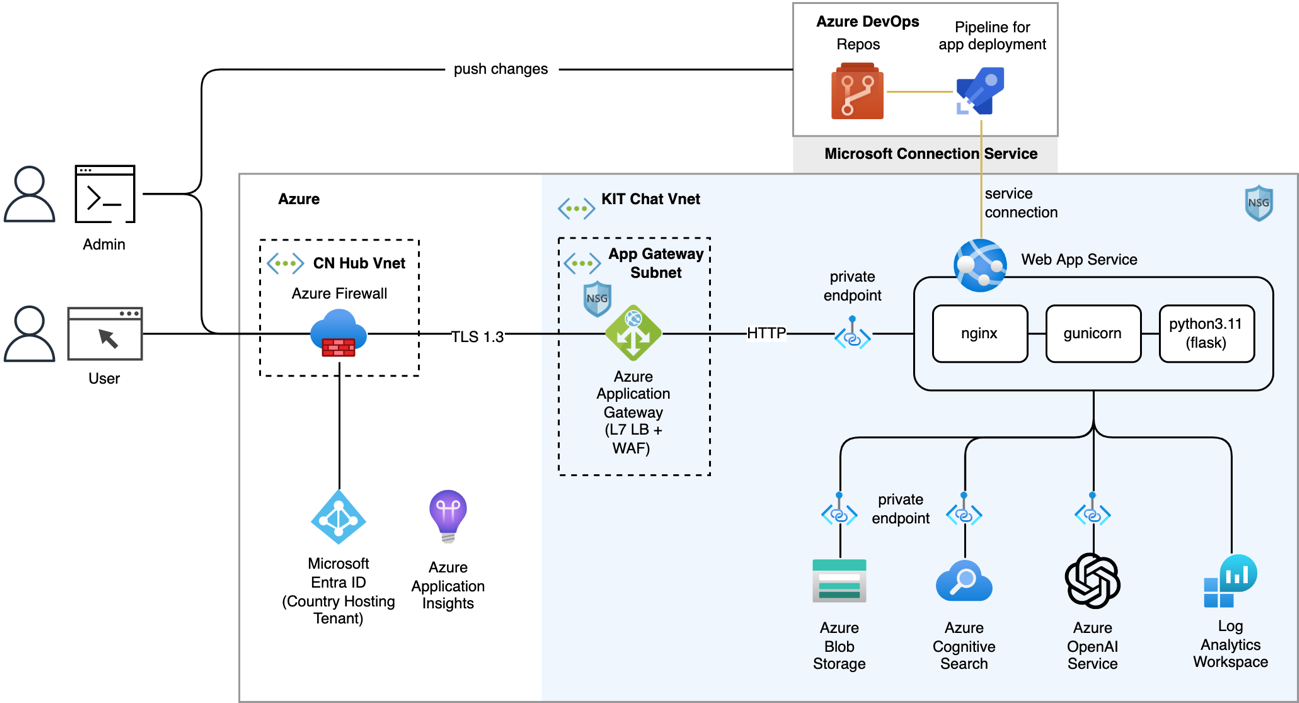 Azure DevOps
Repos
Pipeline for
app deployment
push changes
Microsoft Connection Service
Admin
User
Azure
CN Hub Vnet
Azure Firewall
TLS 1.3
Microsoft
Entra ID
(Country Hosting
Tenant)
Azure
Application
Insights
KIT Chat Vnet
App Gateway
Subnet
NSG
Azure
Application
Gateway
(L7 LB +
WAF)
HTTP
private
endpoint
service
connection
NSG
Web App Service
nginx
gunicorn
python3.11
(flask)
private
endpoint
Azure
Blob
Storage
Azure
Cognitive
Search
Azure
OpenAI
Service
Log
Analytics
Workspace